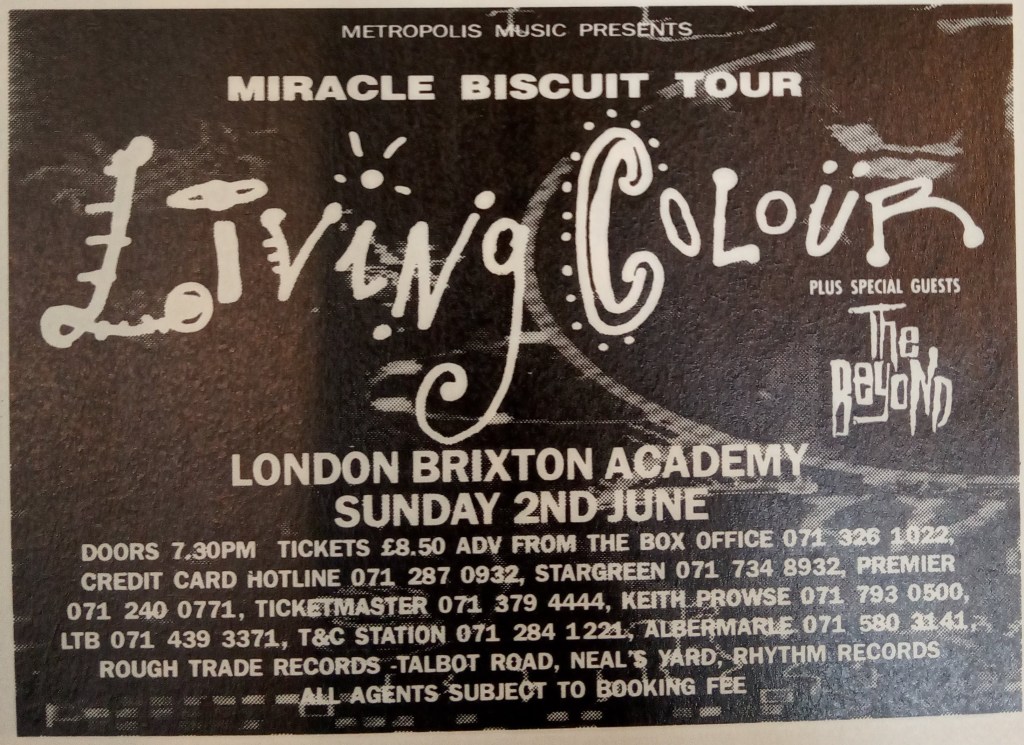 METROPOLIS MUSIC PRESENTS
MIRACLE BISCUIT TOUR
LIVING COLOÜR
PLUS SPECIAL GUESTS
The
BEYOND
LONDON BRIXTON ACADEMY
SUNDAY 2ND JUNE
DOORS 7.30PM TICKETS £8.50 ADV FROM THE BOX OFFICE 071 326 1022,
CREDIT CARD HOTLINE 071 287 0932, STARGREEN 071 734 8932, PREMIER
071 240 0771, TICKETMASTER 071 379 4444, KEITH PROWSE 071 793 0500,
LTB 071 439 3371, T&C STATION 071 284 1221, ALBERMARLE 071 580 3141,
ROUGH TRADE RECORDS -TALBOT ROAD, NEAL'S YARD, RHYTHM RECORDS
ALL AGENTS SUBJECT TO BOOKING FEE